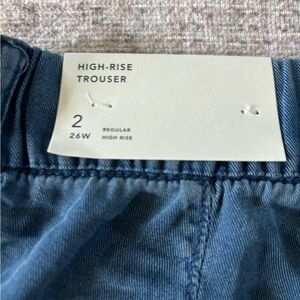 HIGH-RISE
TROUSER
2
26W
REGULAR
HIGH RISE